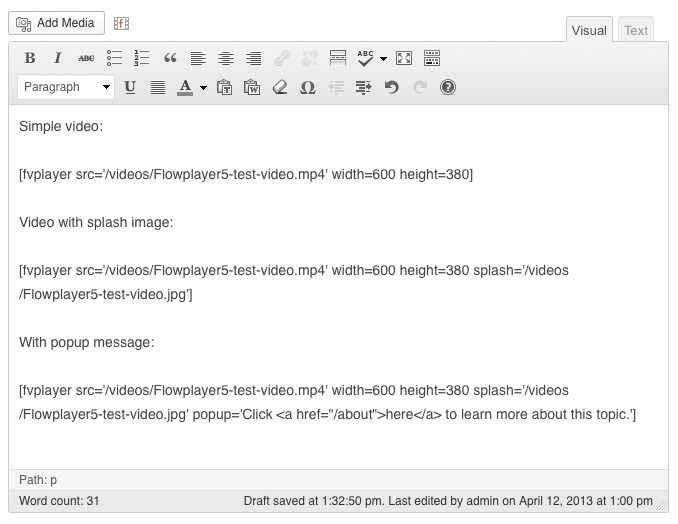 Add Media
Visual Text
B I ABC ABC
Paragraph U A T W Ω ?
Simple video:
[fvplayer src='/videos/Flowplayer5-test-video.mp4' width=600 height=380]
Video with splash image:
[fvplayer src='/videos/Flowplayer5-test-video.mp4' width=600 height=380 splash='/videos
/Flowplayer5-test-video.jpg']
With popup message:
[fvplayer src='/videos/Flowplayer5-test-video.mp4' width=600 height=380 splash='/videos
/Flowplayer5-test-video.jpg' popup='Click <a href="/about">here</a> to learn more about this topic.']
Path: p
Word count: 31 Draft saved at 1:32:50 pm. Last edited by admin on April 12, 2013 at 1:00 pm